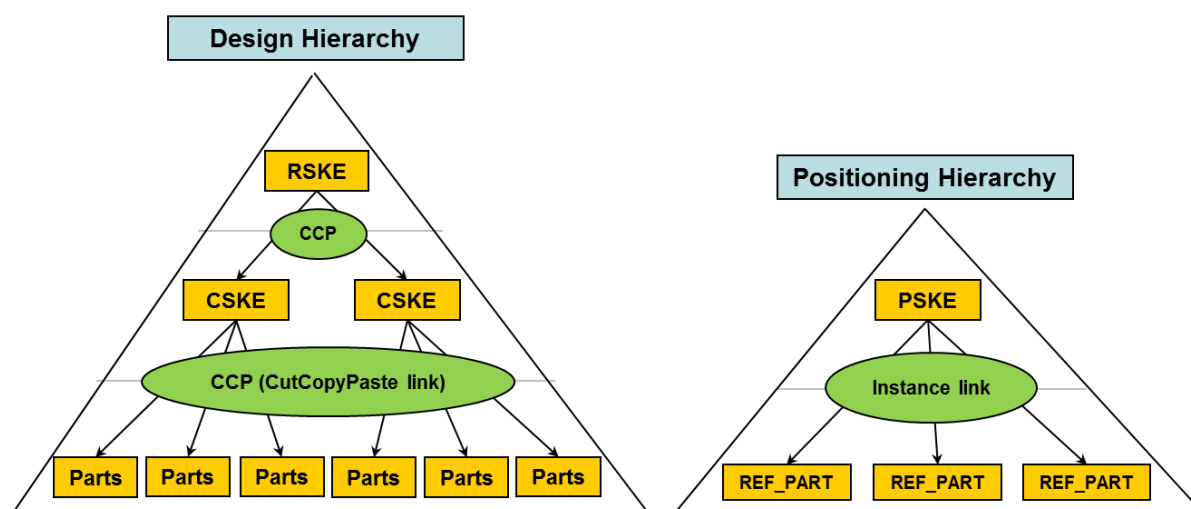 Design Hierarchy
RSKE
CCP
CSKE CSKE
CCP (CutCopyPaste link)
Parts Parts Parts Parts Parts Parts
Positioning Hierarchy
PSKE
Instance link
REF_PART REF_PART REF_PART